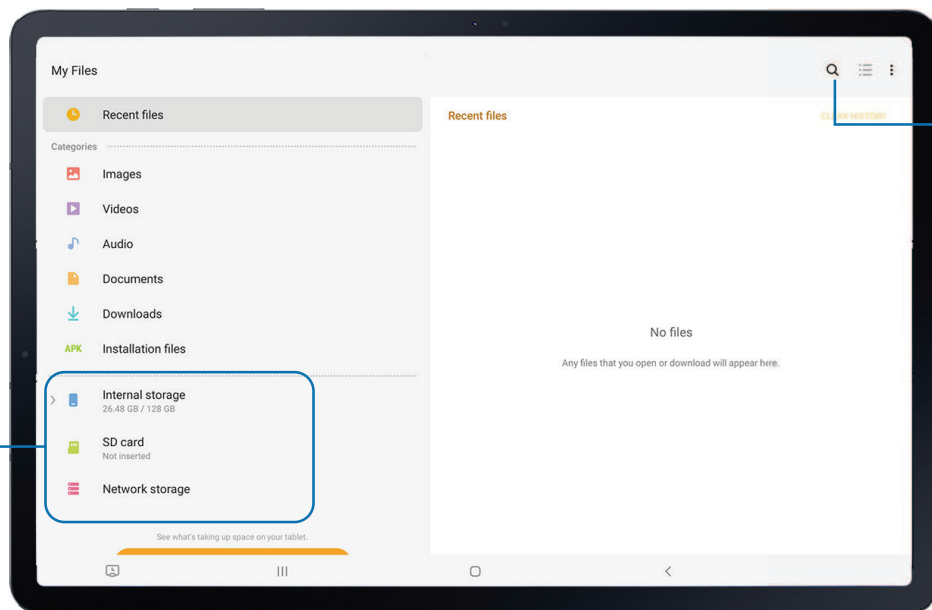 My Files
Recent files
Categories
Images
Videos
Audio
Documents
Downloads
APK Installation files
Internal storage
26.48 GB / 128 GB
SD card
Not inserted
Network storage
See what's taking up space on your tablet.
Recent files
CLEAR HISTORY
No files
Any files that you open or download will appear here.